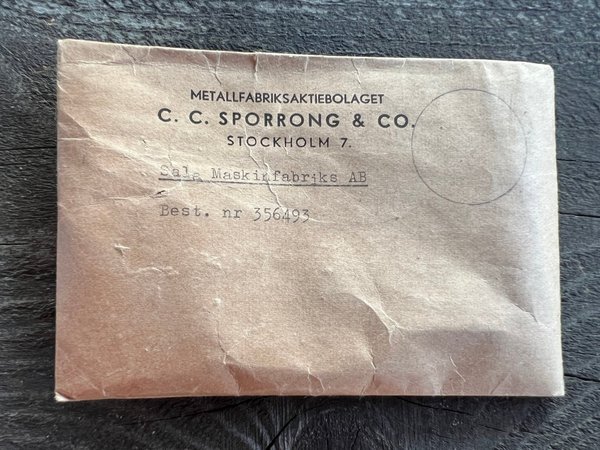 METALLFABRIKSAKTIEBOLAGET
C. C. SPORRONG & CO.
STOCKHOLM 7.
Sala Maskinfabriks AB
Best. nr 356493